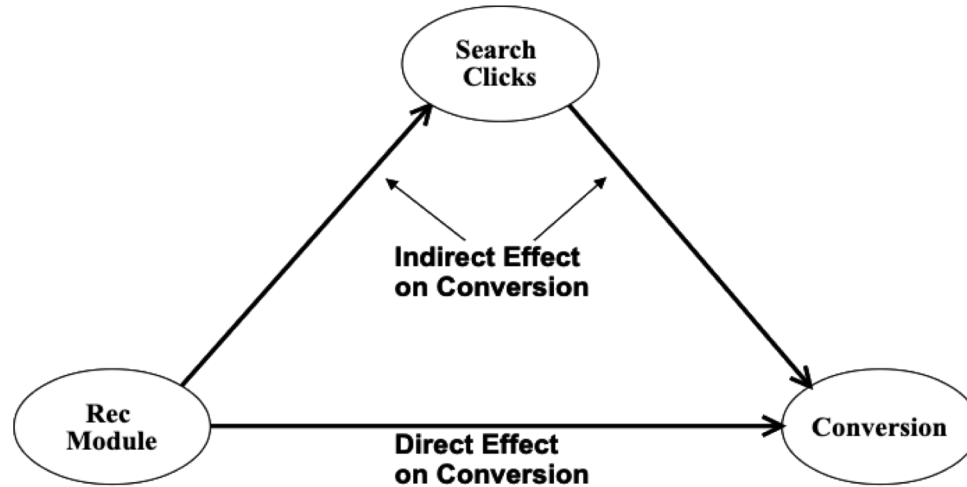 Search
Clicks
Indirect Effect
on Conversion
Rec
Module
Conversion
Direct Effect
on Conversion